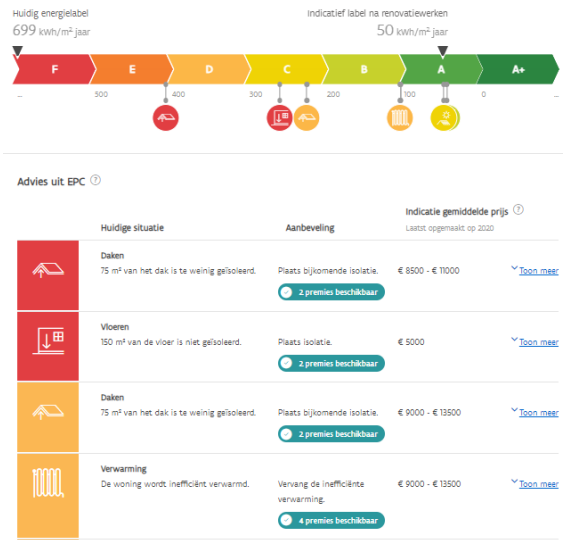 Huidig energielabel
699 kWh/m² jaar
Indicatief label na renovatiewerken
50 kWh/m² jaar
F E D C B A A+
... 500 400 300 200 100 0 ...
Advies uit EPC ?
Indicatie gemiddelde prijs ?
Huidige situatie Aanbeveling Laatst opgemaakt op 2020
Daken
75 m² van het dak is te weinig geïsoleerd. Plaats bijkomende isolatie. € 8500 - € 11000 Toon meer
2 premies beschikbaar
Vloeren
150 m² van de vloer is niet geïsoleerd. Plaats isolatie. € 5000 Toon meer
2 premies beschikbaar
Daken
75 m² van het dak is te weinig geïsoleerd. Plaats bijkomende isolatie. € 9000 - € 13500 Toon meer
2 premies beschikbaar
Verwarming
De woning wordt inefficiënt verwarmd. Vervang de inefficiënte € 9000 - € 13500 Toon meer
verwarming.
4 premies beschikbaar